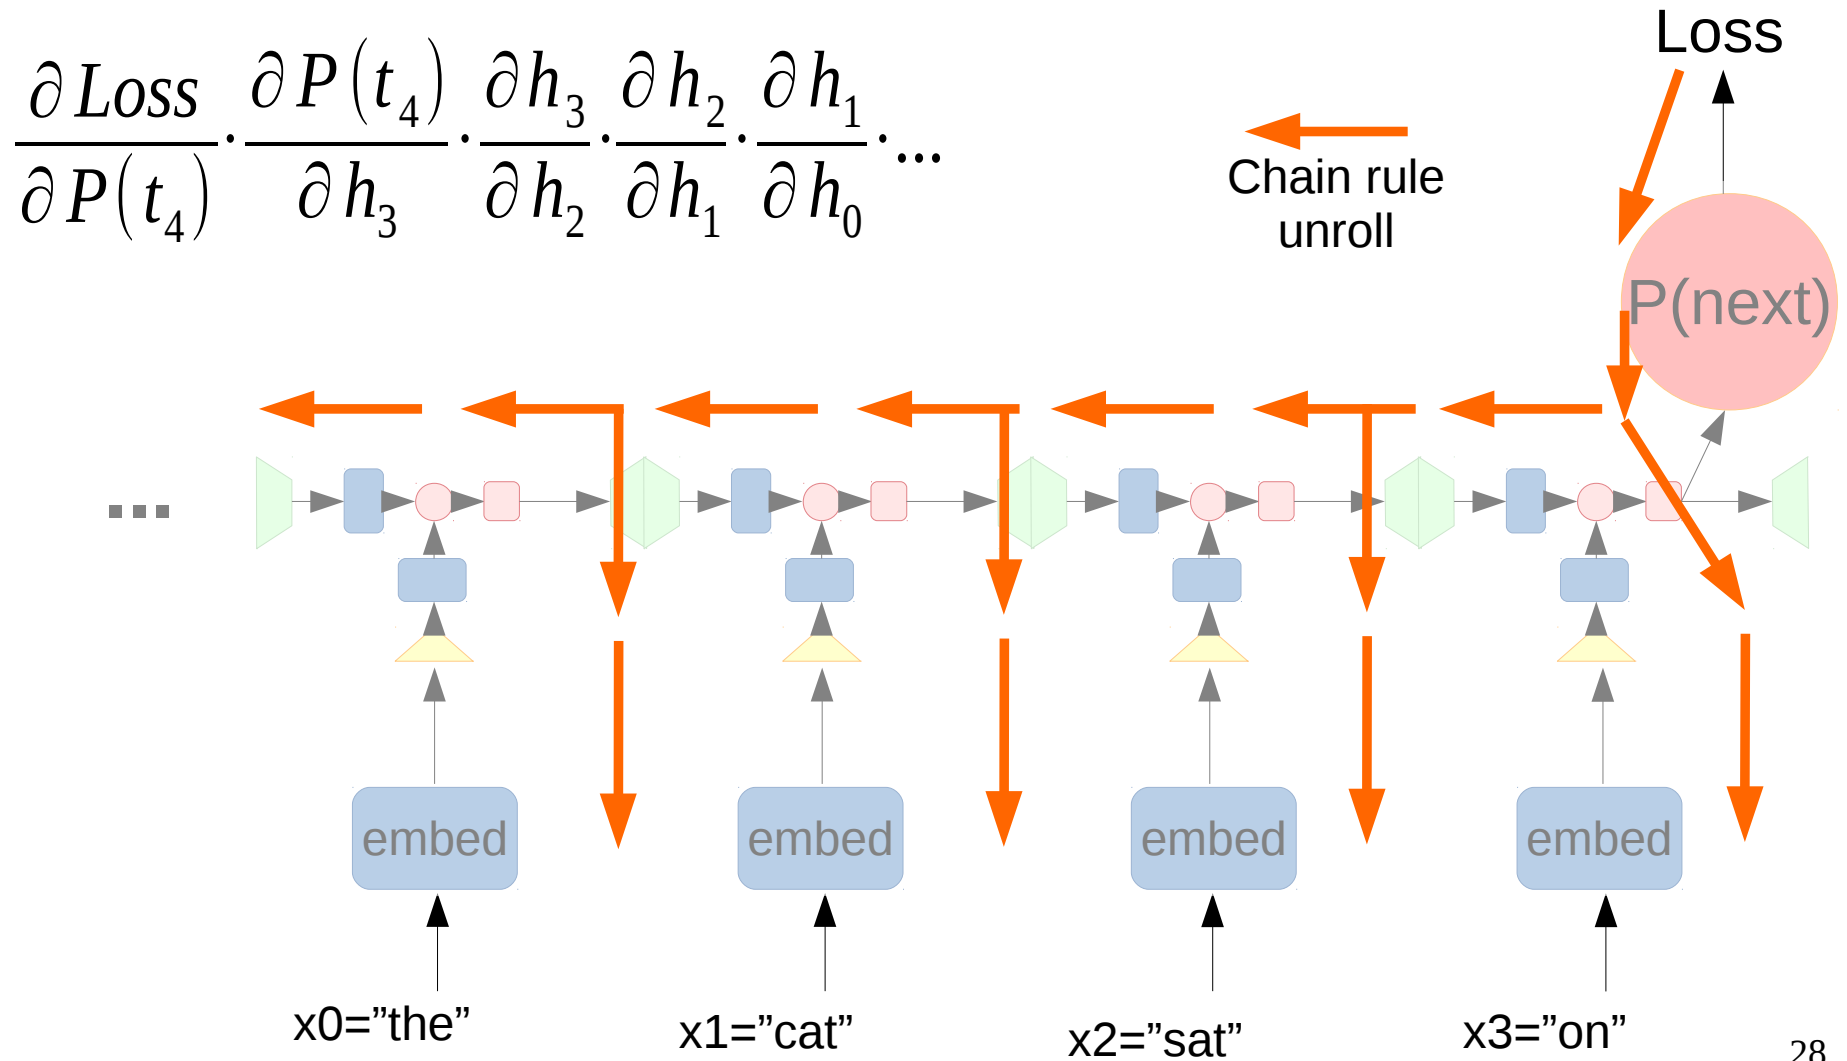 Loss
∂Loss/∂P(t₄) · ∂P(t₄)/∂h₃ · ∂h₃/∂h₂ · ∂h₂/∂h₁ · ∂h₁/∂h₀ · ...
Chain rule
unroll
P(next)
...
embed embed embed embed
x0=”the” x1=”cat” x2=”sat” x3=”on”
28